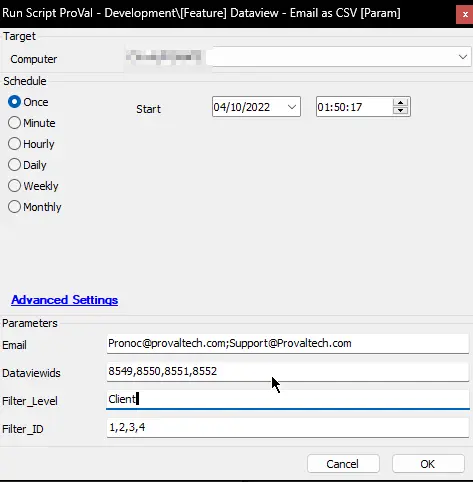 Run Script ProVal - Development\[Feature] Dataview - Email as CSV [Param]
x
Target
Computer
Schedule
Once
Start
04/10/2022
01:50:17
Minute
Hourly
Daily
Weekly
Monthly
Advanced Settings
Parameters
Email
Pronoc@provaltech.com;Support@Provaltech.com
Dataviewids
8549,8550,8551,8552
Filter_Level
Client
Filter_ID
1,2,3,4
Cancel
OK